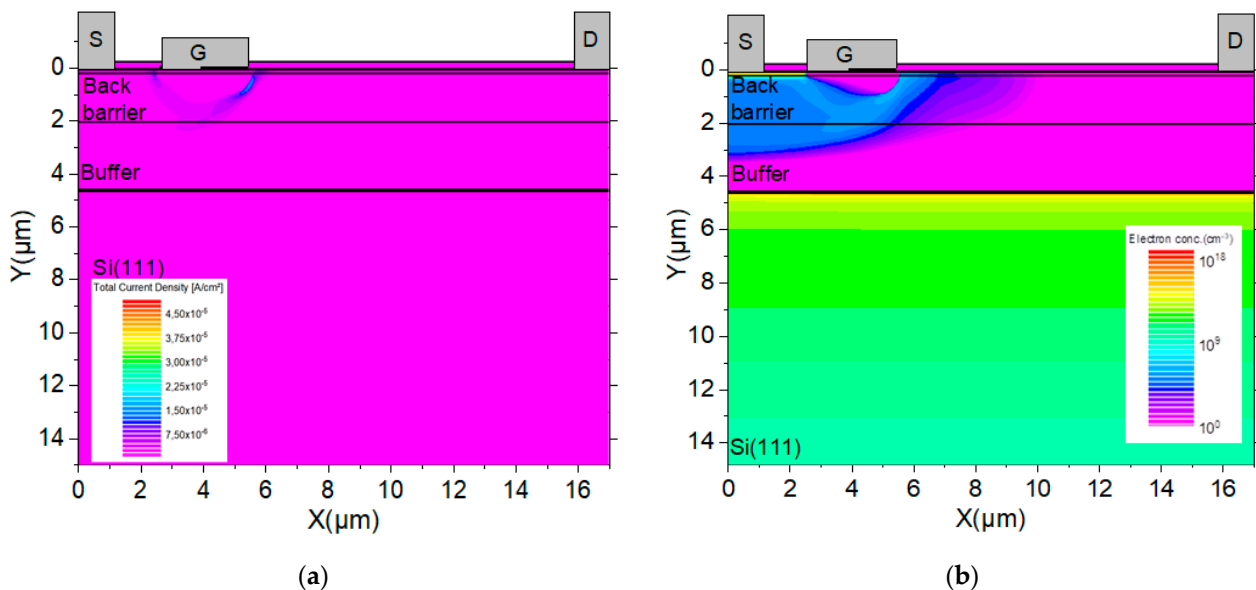 S
G
D
0
Back
barrier
2
Buffer
4
6
Y(µm)
8
Si(111)
Total Current Density [A/cm²]
4,50x10⁻⁵
3,75x10⁻⁵
3,00x10⁻⁵
2,25x10⁻⁵
1,50x10⁻⁵
7,50x10⁻⁶
10
12
14
0 2 4 6 8 10 12 14 16
X(µm)
(a)
S
G
D
0
Back
barrier
2
Buffer
4
6
Y(µm)
8
Electron conc.(cm⁻³)
10¹⁸
10⁹
10⁰
10
12
14
Si(111)
0 2 4 6 8 10 12 14 16
X(µm)
(b)